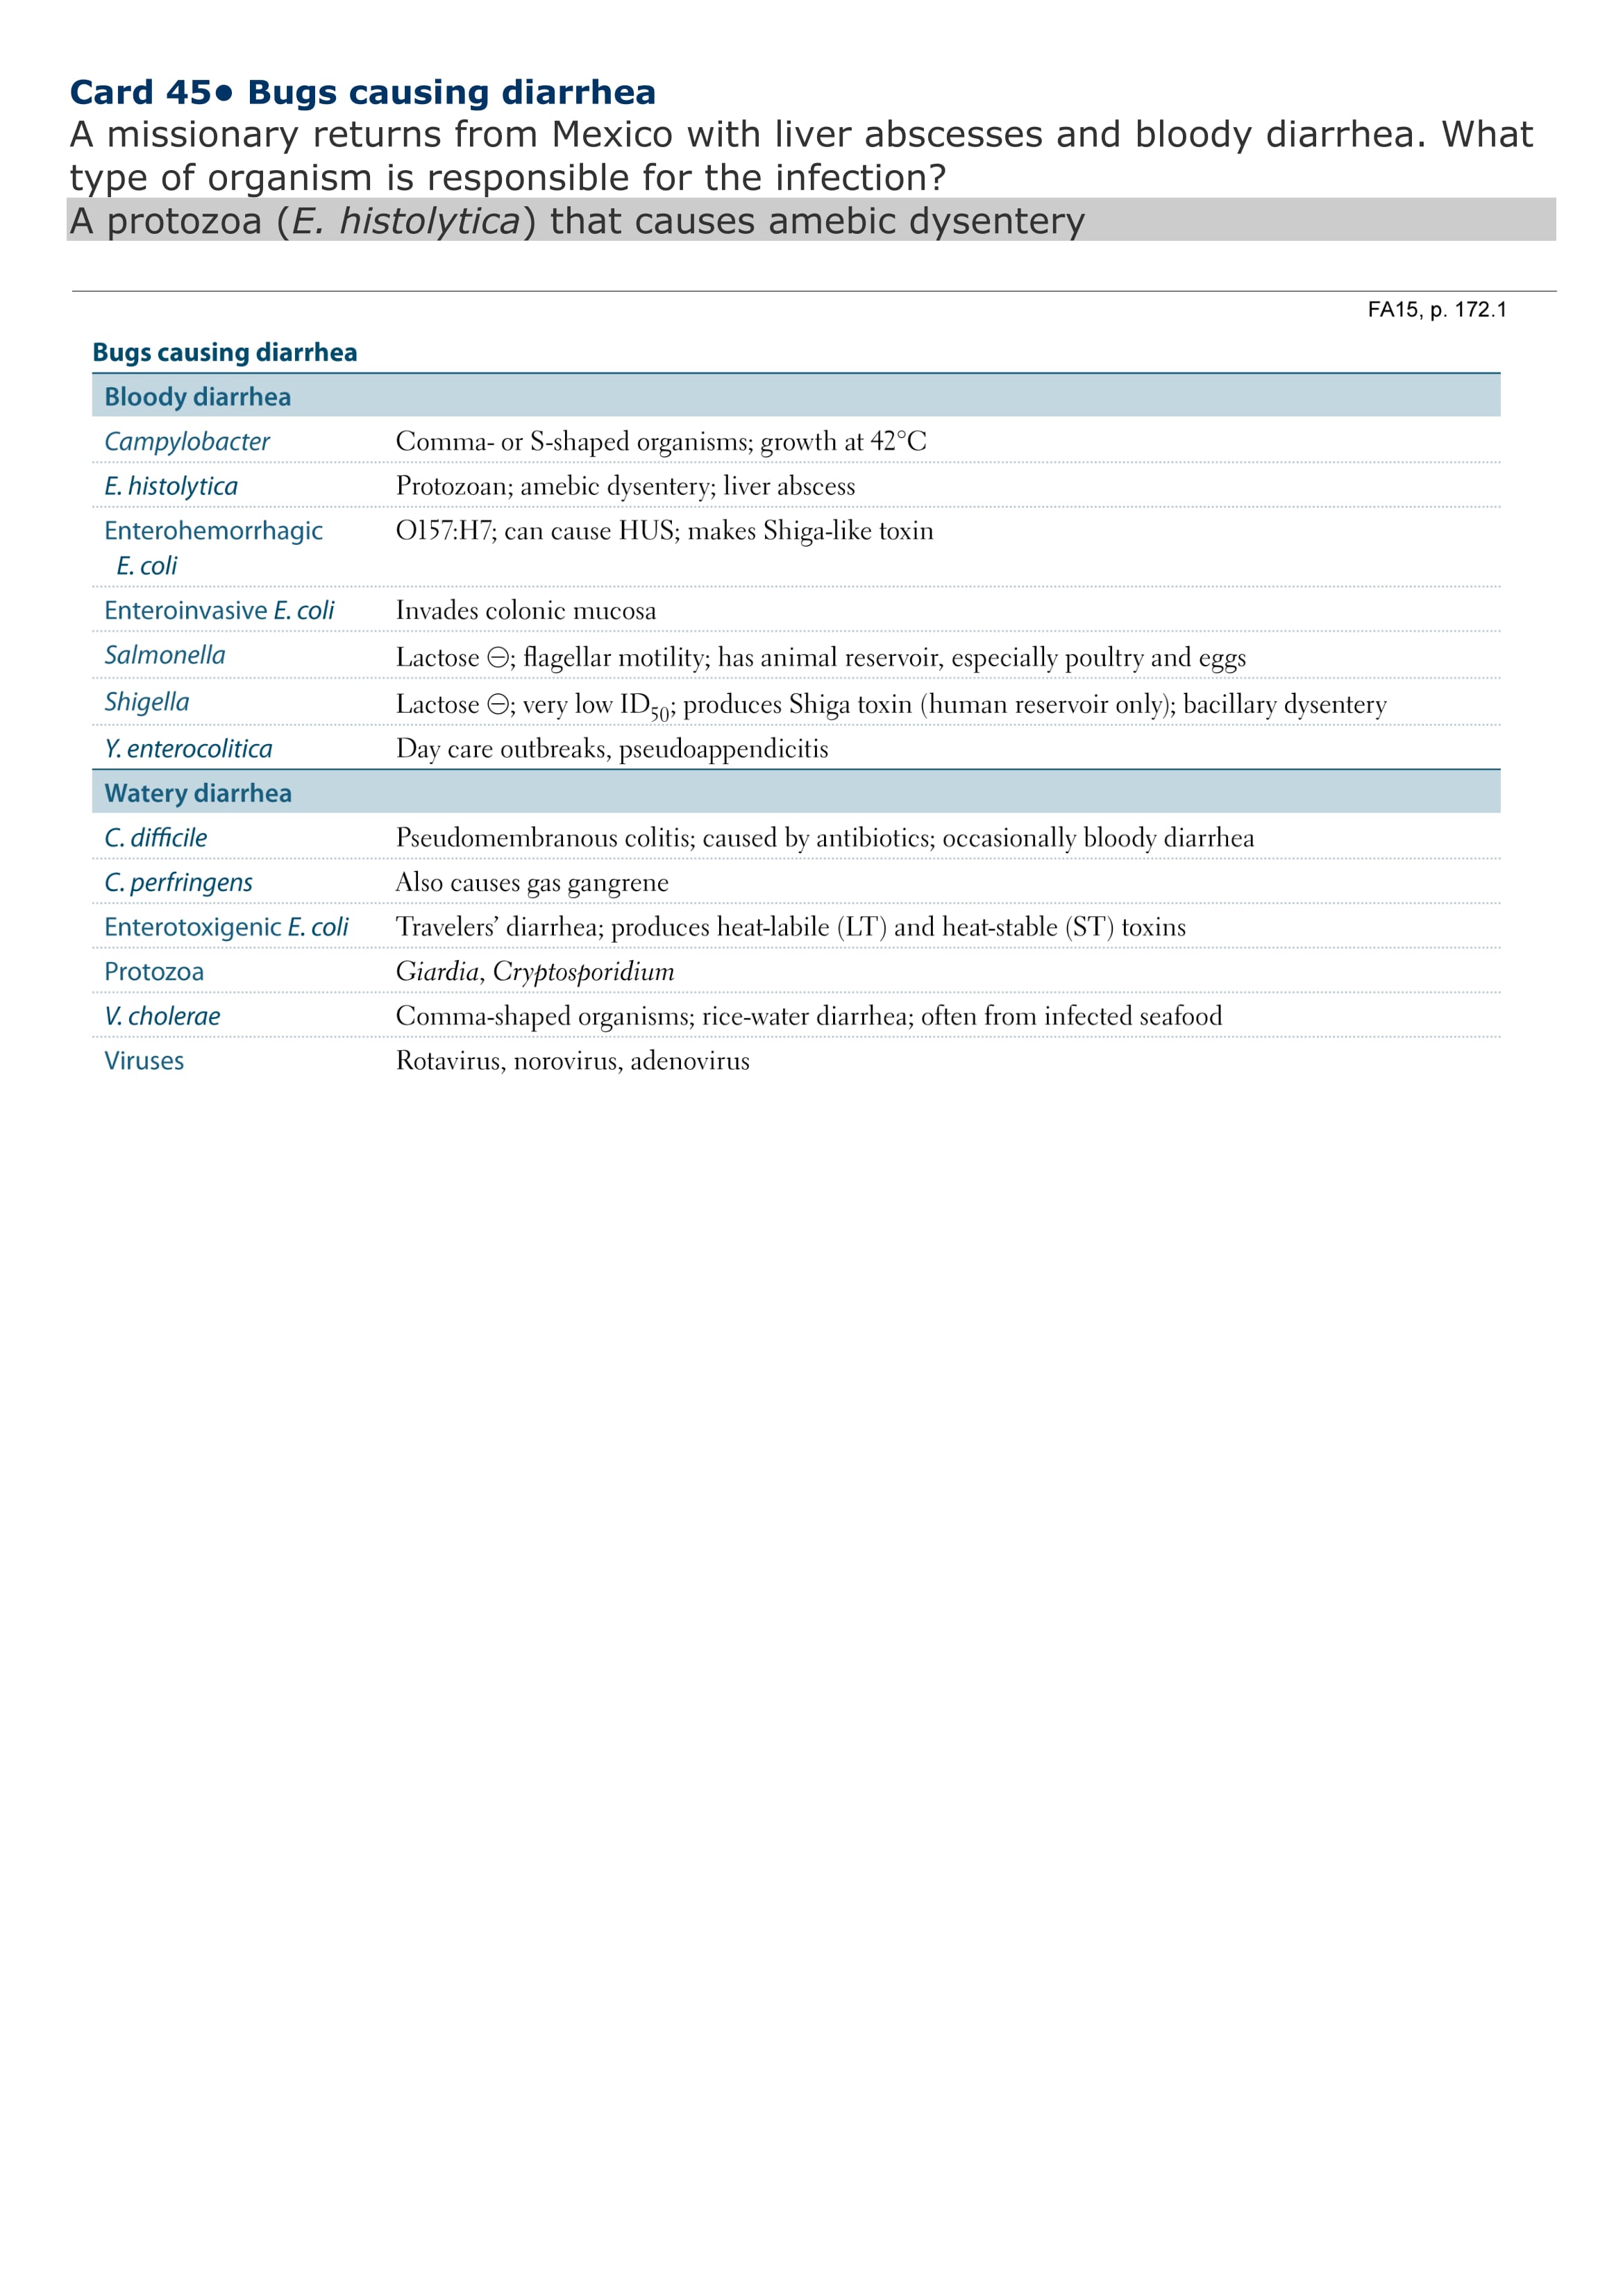 Card 45● Bugs causing diarrhea
A missionary returns from Mexico with liver abscesses and bloody diarrhea. What
type of organism is responsible for the infection?
A protozoa (E. histolytica) that causes amebic dysentery
FA15, p. 172.1
Bugs causing diarrhea
Bloody diarrhea
Campylobacter Comma- or S-shaped organisms; growth at 42°C
E. histolytica Protozoan; amebic dysentery; liver abscess
Enterohemorrhagic O157:H7; can cause HUS; makes Shiga-like toxin
E. coli
Enteroinvasive E. coli Invades colonic mucosa
Salmonella Lactose ⊖; flagellar motility; has animal reservoir, especially poultry and eggs
Shigella Lactose ⊖; very low ID50; produces Shiga toxin (human reservoir only); bacillary dysentery
Y. enterocolitica Day care outbreaks, pseudoappendicitis
Watery diarrhea
C. difficile Pseudomembranous colitis; caused by antibiotics; occasionally bloody diarrhea
C. perfringens Also causes gas gangrene
Enterotoxigenic E. coli Travelers’ diarrhea; produces heat-labile (LT) and heat-stable (ST) toxins
Protozoa Giardia, Cryptosporidium
V. cholerae Comma-shaped organisms; rice-water diarrhea; often from infected seafood
Viruses Rotavirus, norovirus, adenovirus